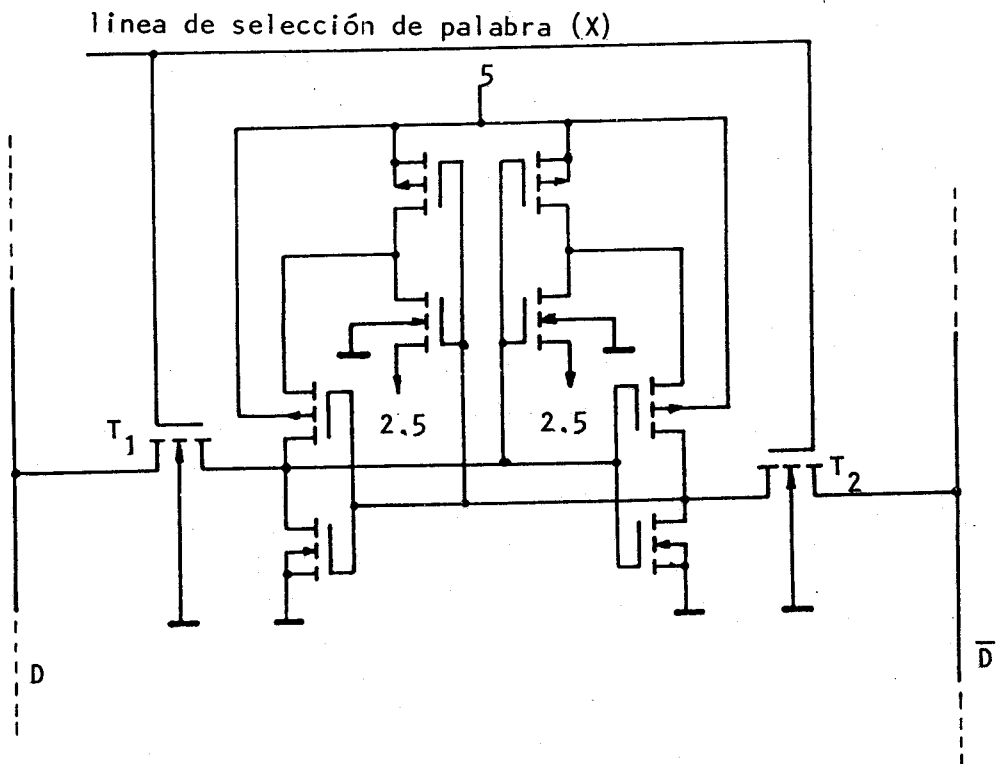 linea de selección de palabra (X)
5
2.5
2.5
T1
T2
D
D̅